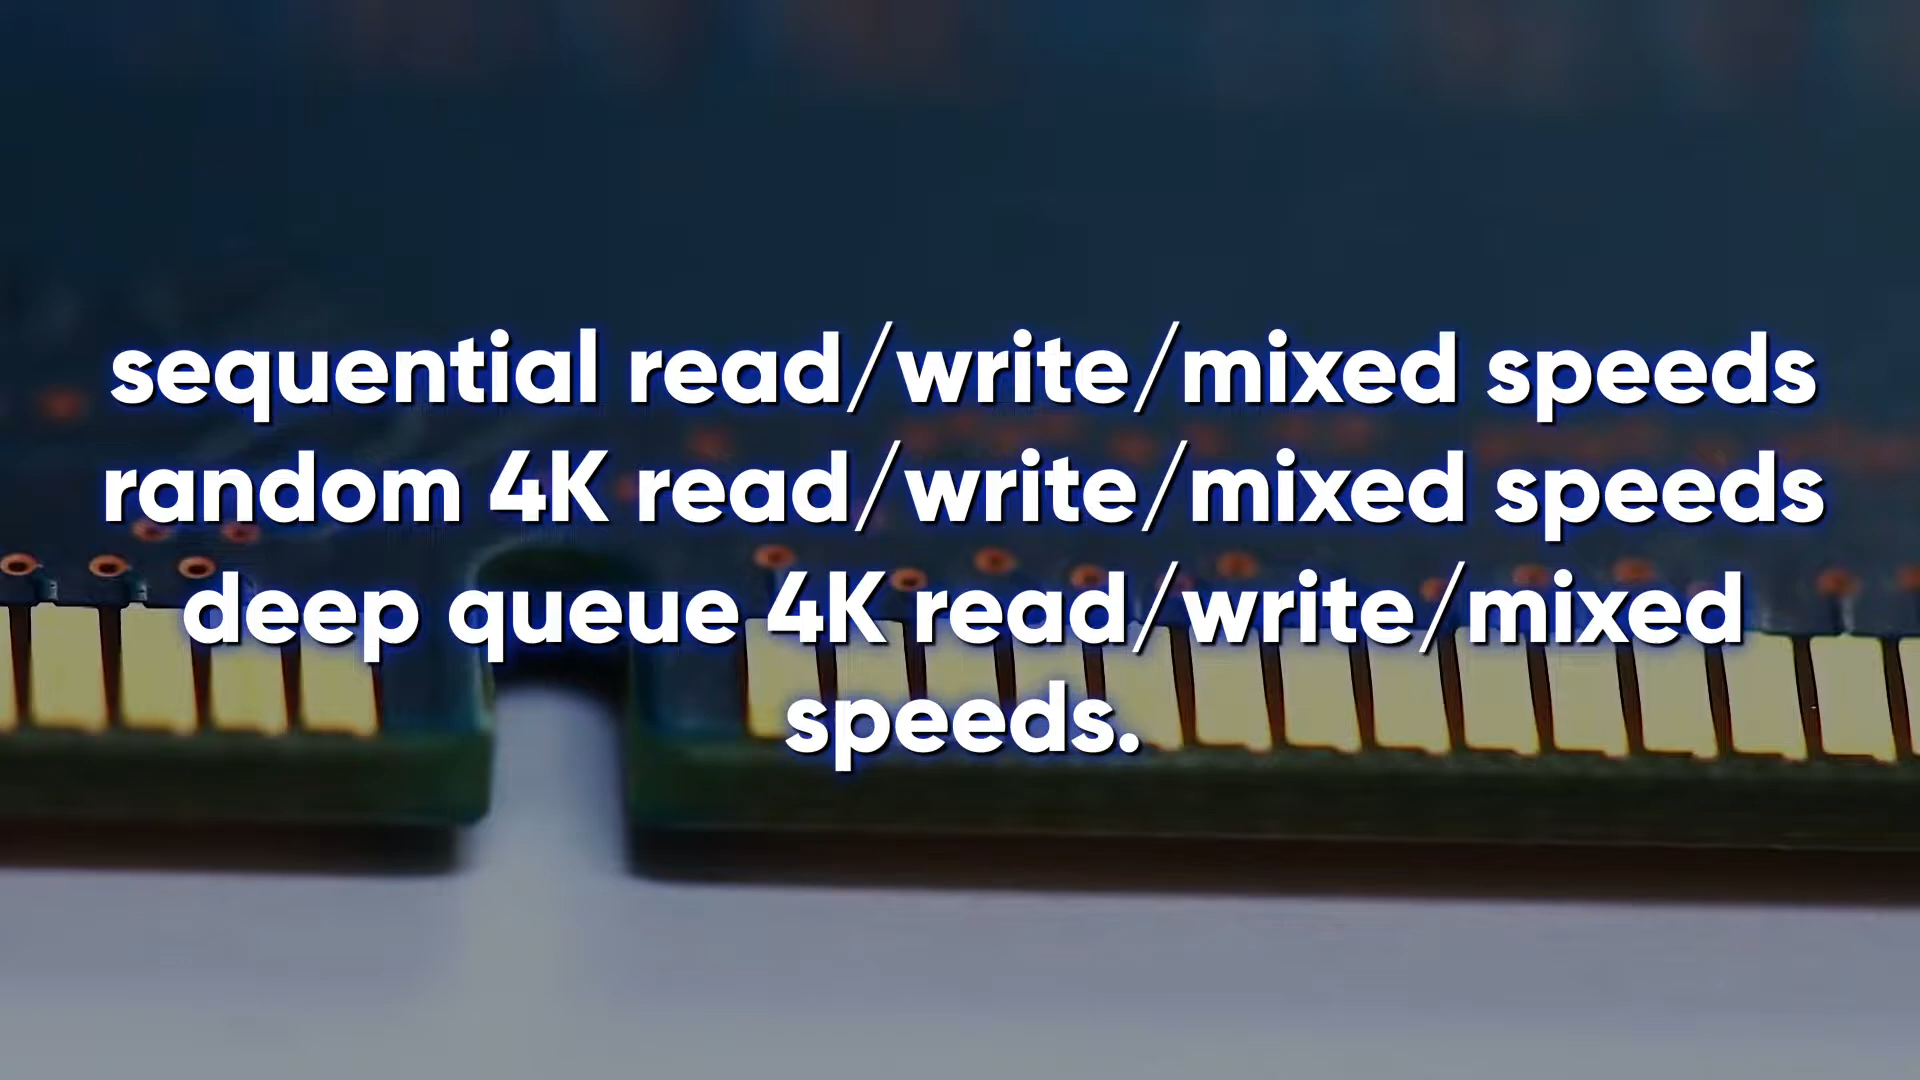 sequential read/write/mixed speeds
random 4K read/write/mixed speeds
deep queue 4K read/write/mixed
speeds.